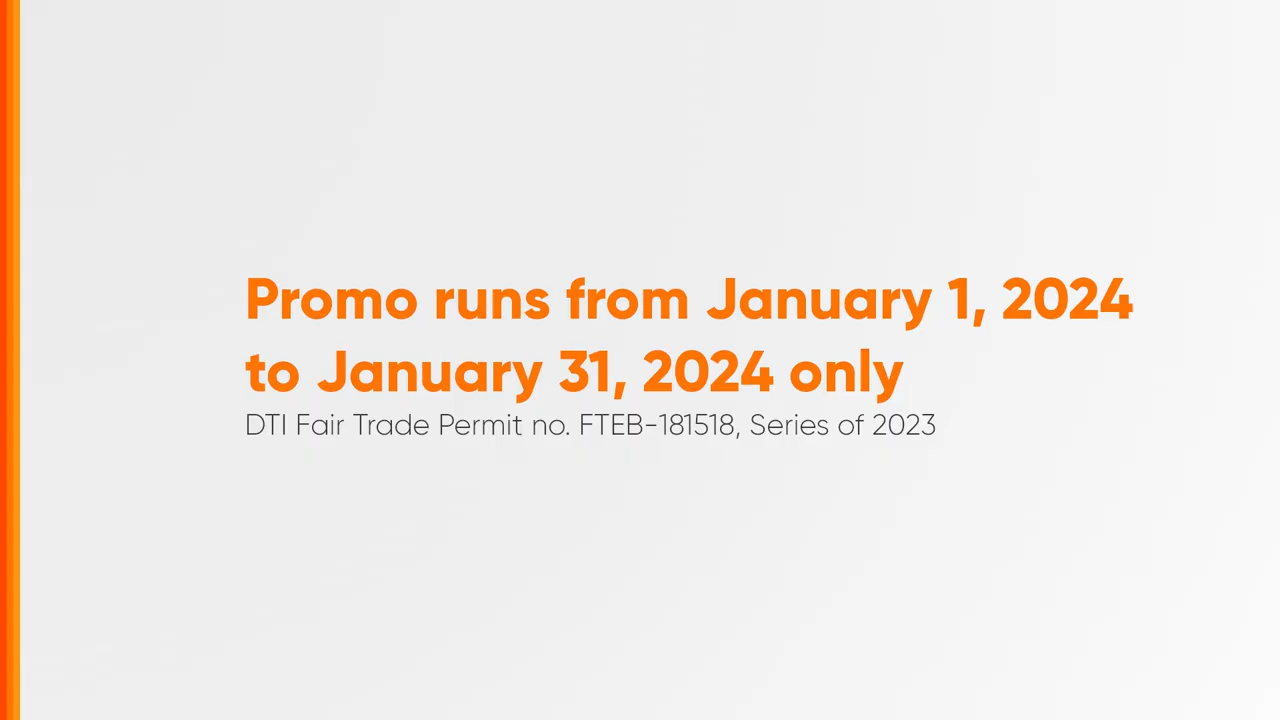 Promo runs from January 1, 2024
to January 31, 2024 only
DTI Fair Trade Permit no. FTEB-181518, Series of 2023